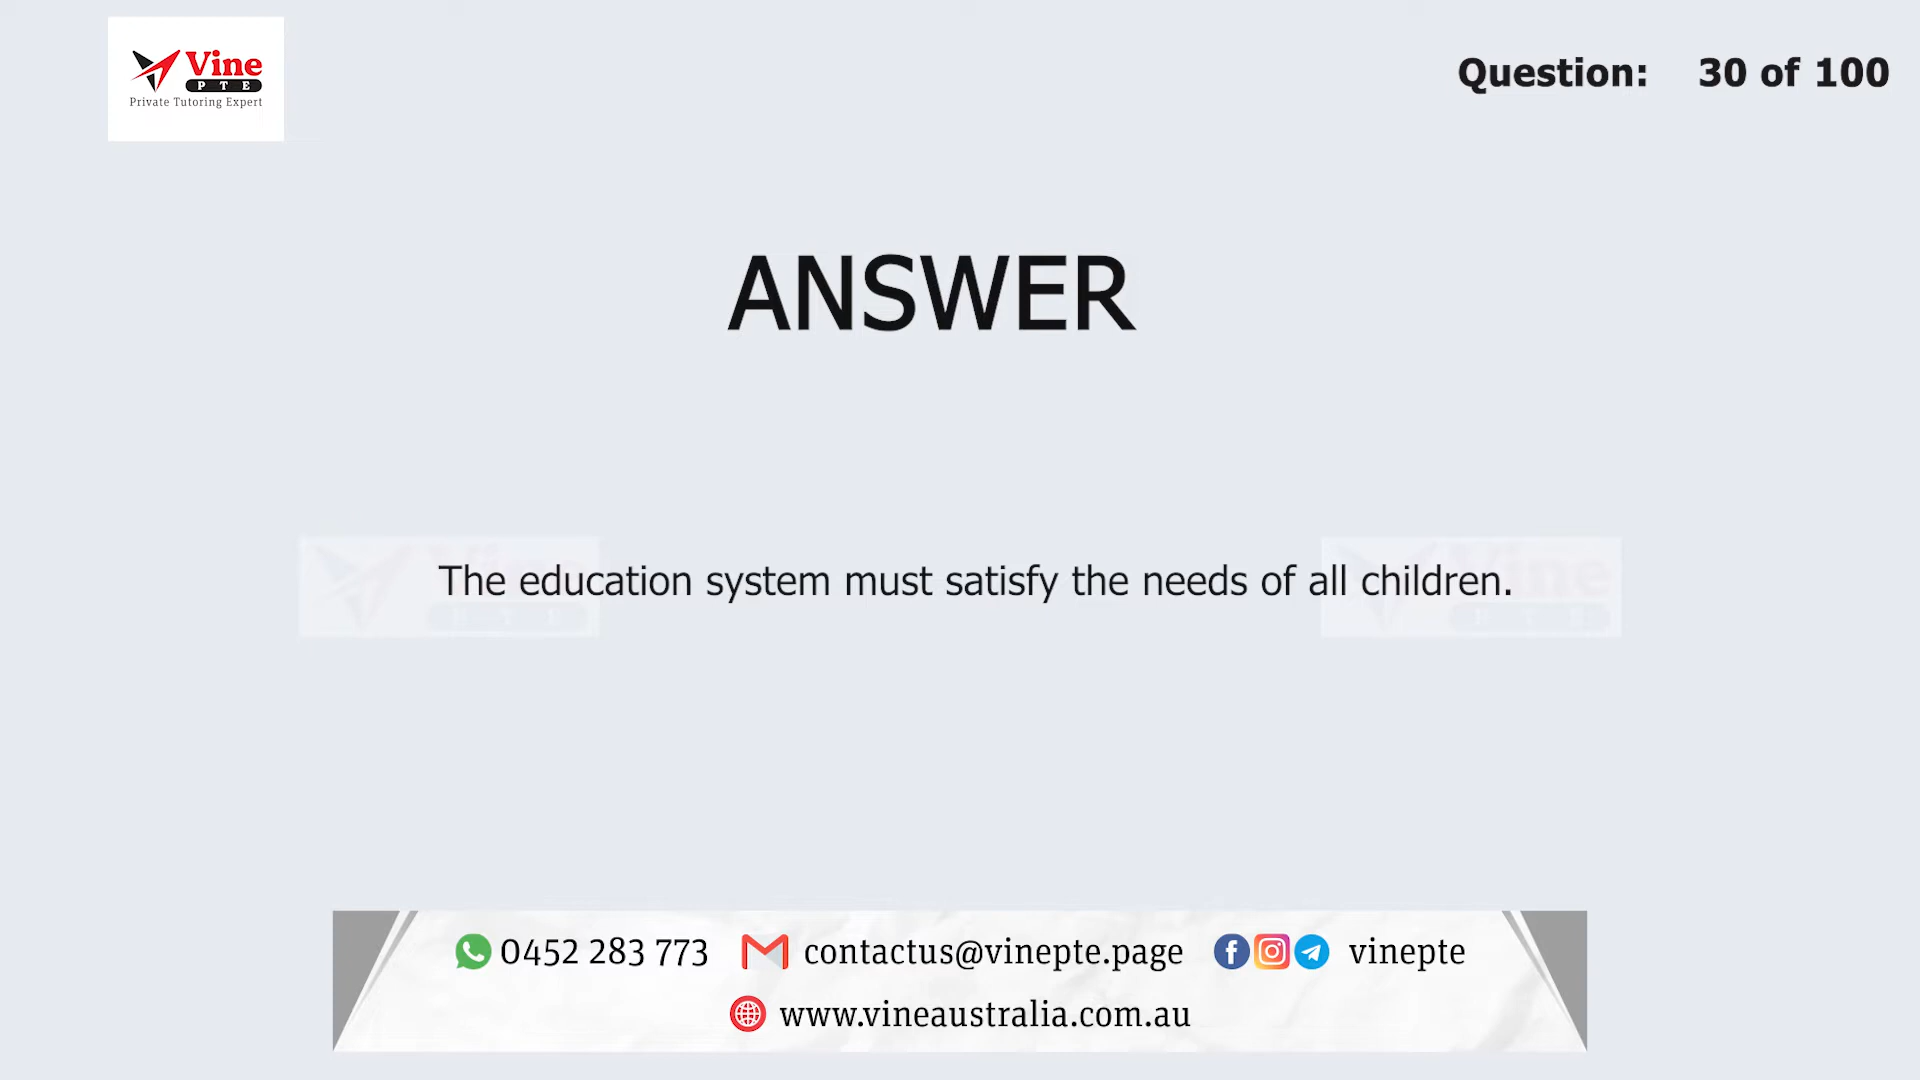 Vine
PTE
Private Tutoring Expert
Question: 30 of 100
ANSWER
The education system must satisfy the needs of all children.
0452 283 773 contactus@vinepte.page vinepte
www.vineaustralia.com.au